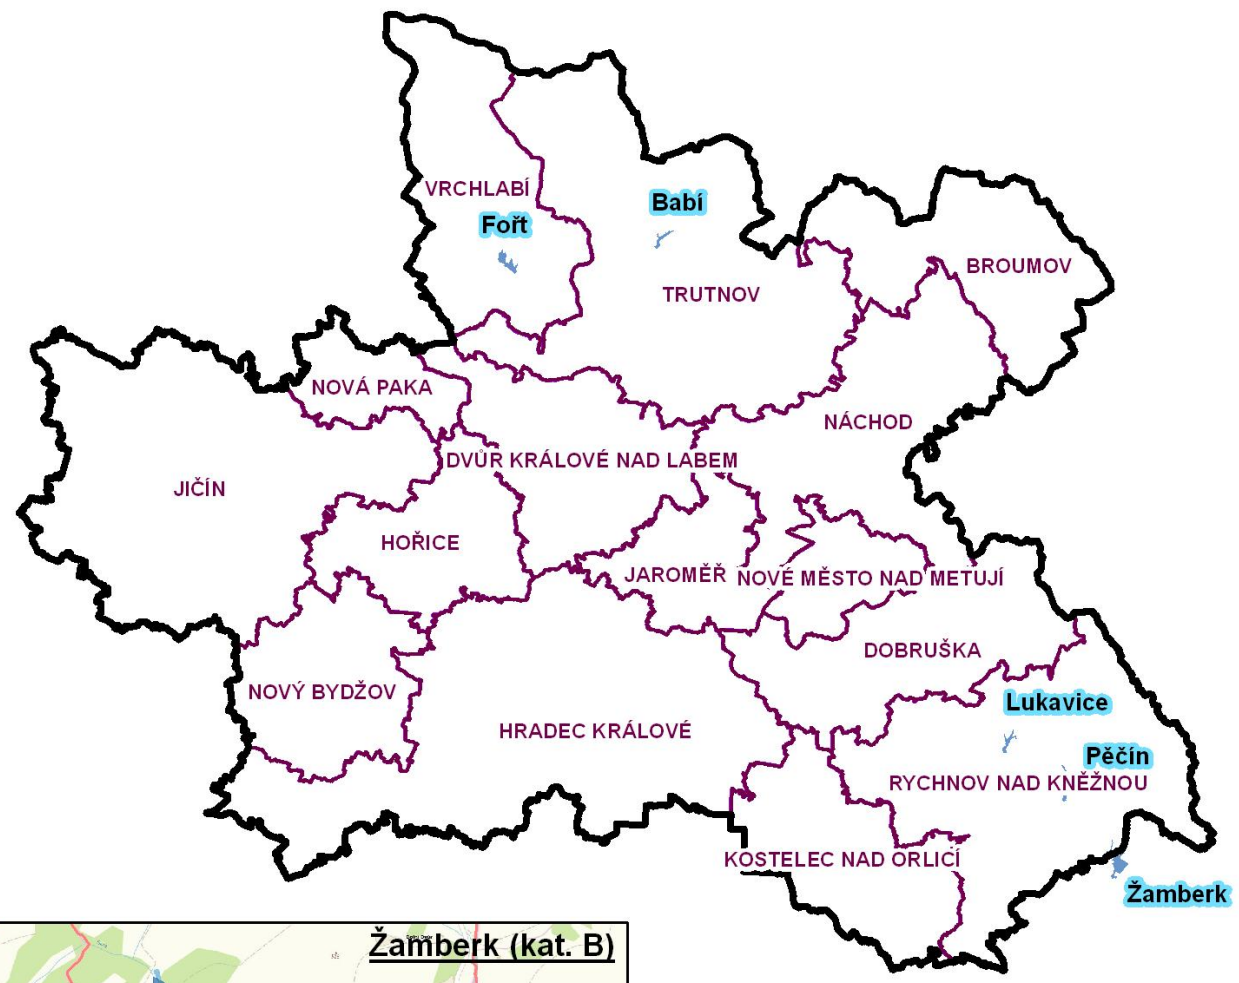 VRCHLABÍ
Babí
Fořt
BROUMOV
TRUTNOV
NOVÁ PAKA
NÁCHOD
DVŮR KRÁLOVÉ NAD LABEM
JIČÍN
HOŘICE
JAROMĚŘ
NOVÉ MĚSTO NAD METUJÍ
DOBRUŠKA
NOVÝ BYDŽOV
Lukavice
HRADEC KRÁLOVÉ
Pěčín
RYCHNOV NAD KNĚŽNOU
KOSTELEC NAD ORLICÍ
Žamberk
Žamberk (kat. B)